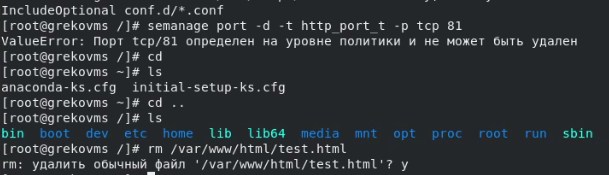 IncludeOptional conf.d/*.conf
[root@grekovms /]# semanage port -d -t http_port_t -p tcp 81
ValueError: Порт tcp/81 определен на уровне политики и не может быть удален
[root@grekovms /]# cd
[root@grekovms ~]# ls
anaconda-ks.cfg  initial-setup-ks.cfg
[root@grekovms ~]# cd ..
[root@grekovms /]# ls
bin  boot  dev  etc  home  lib  lib64  media  mnt  opt  proc  root  run  sbin
[root@grekovms /]# rm /var/www/html/test.html
rm: удалить обычный файл '/var/www/html/test.html'? y